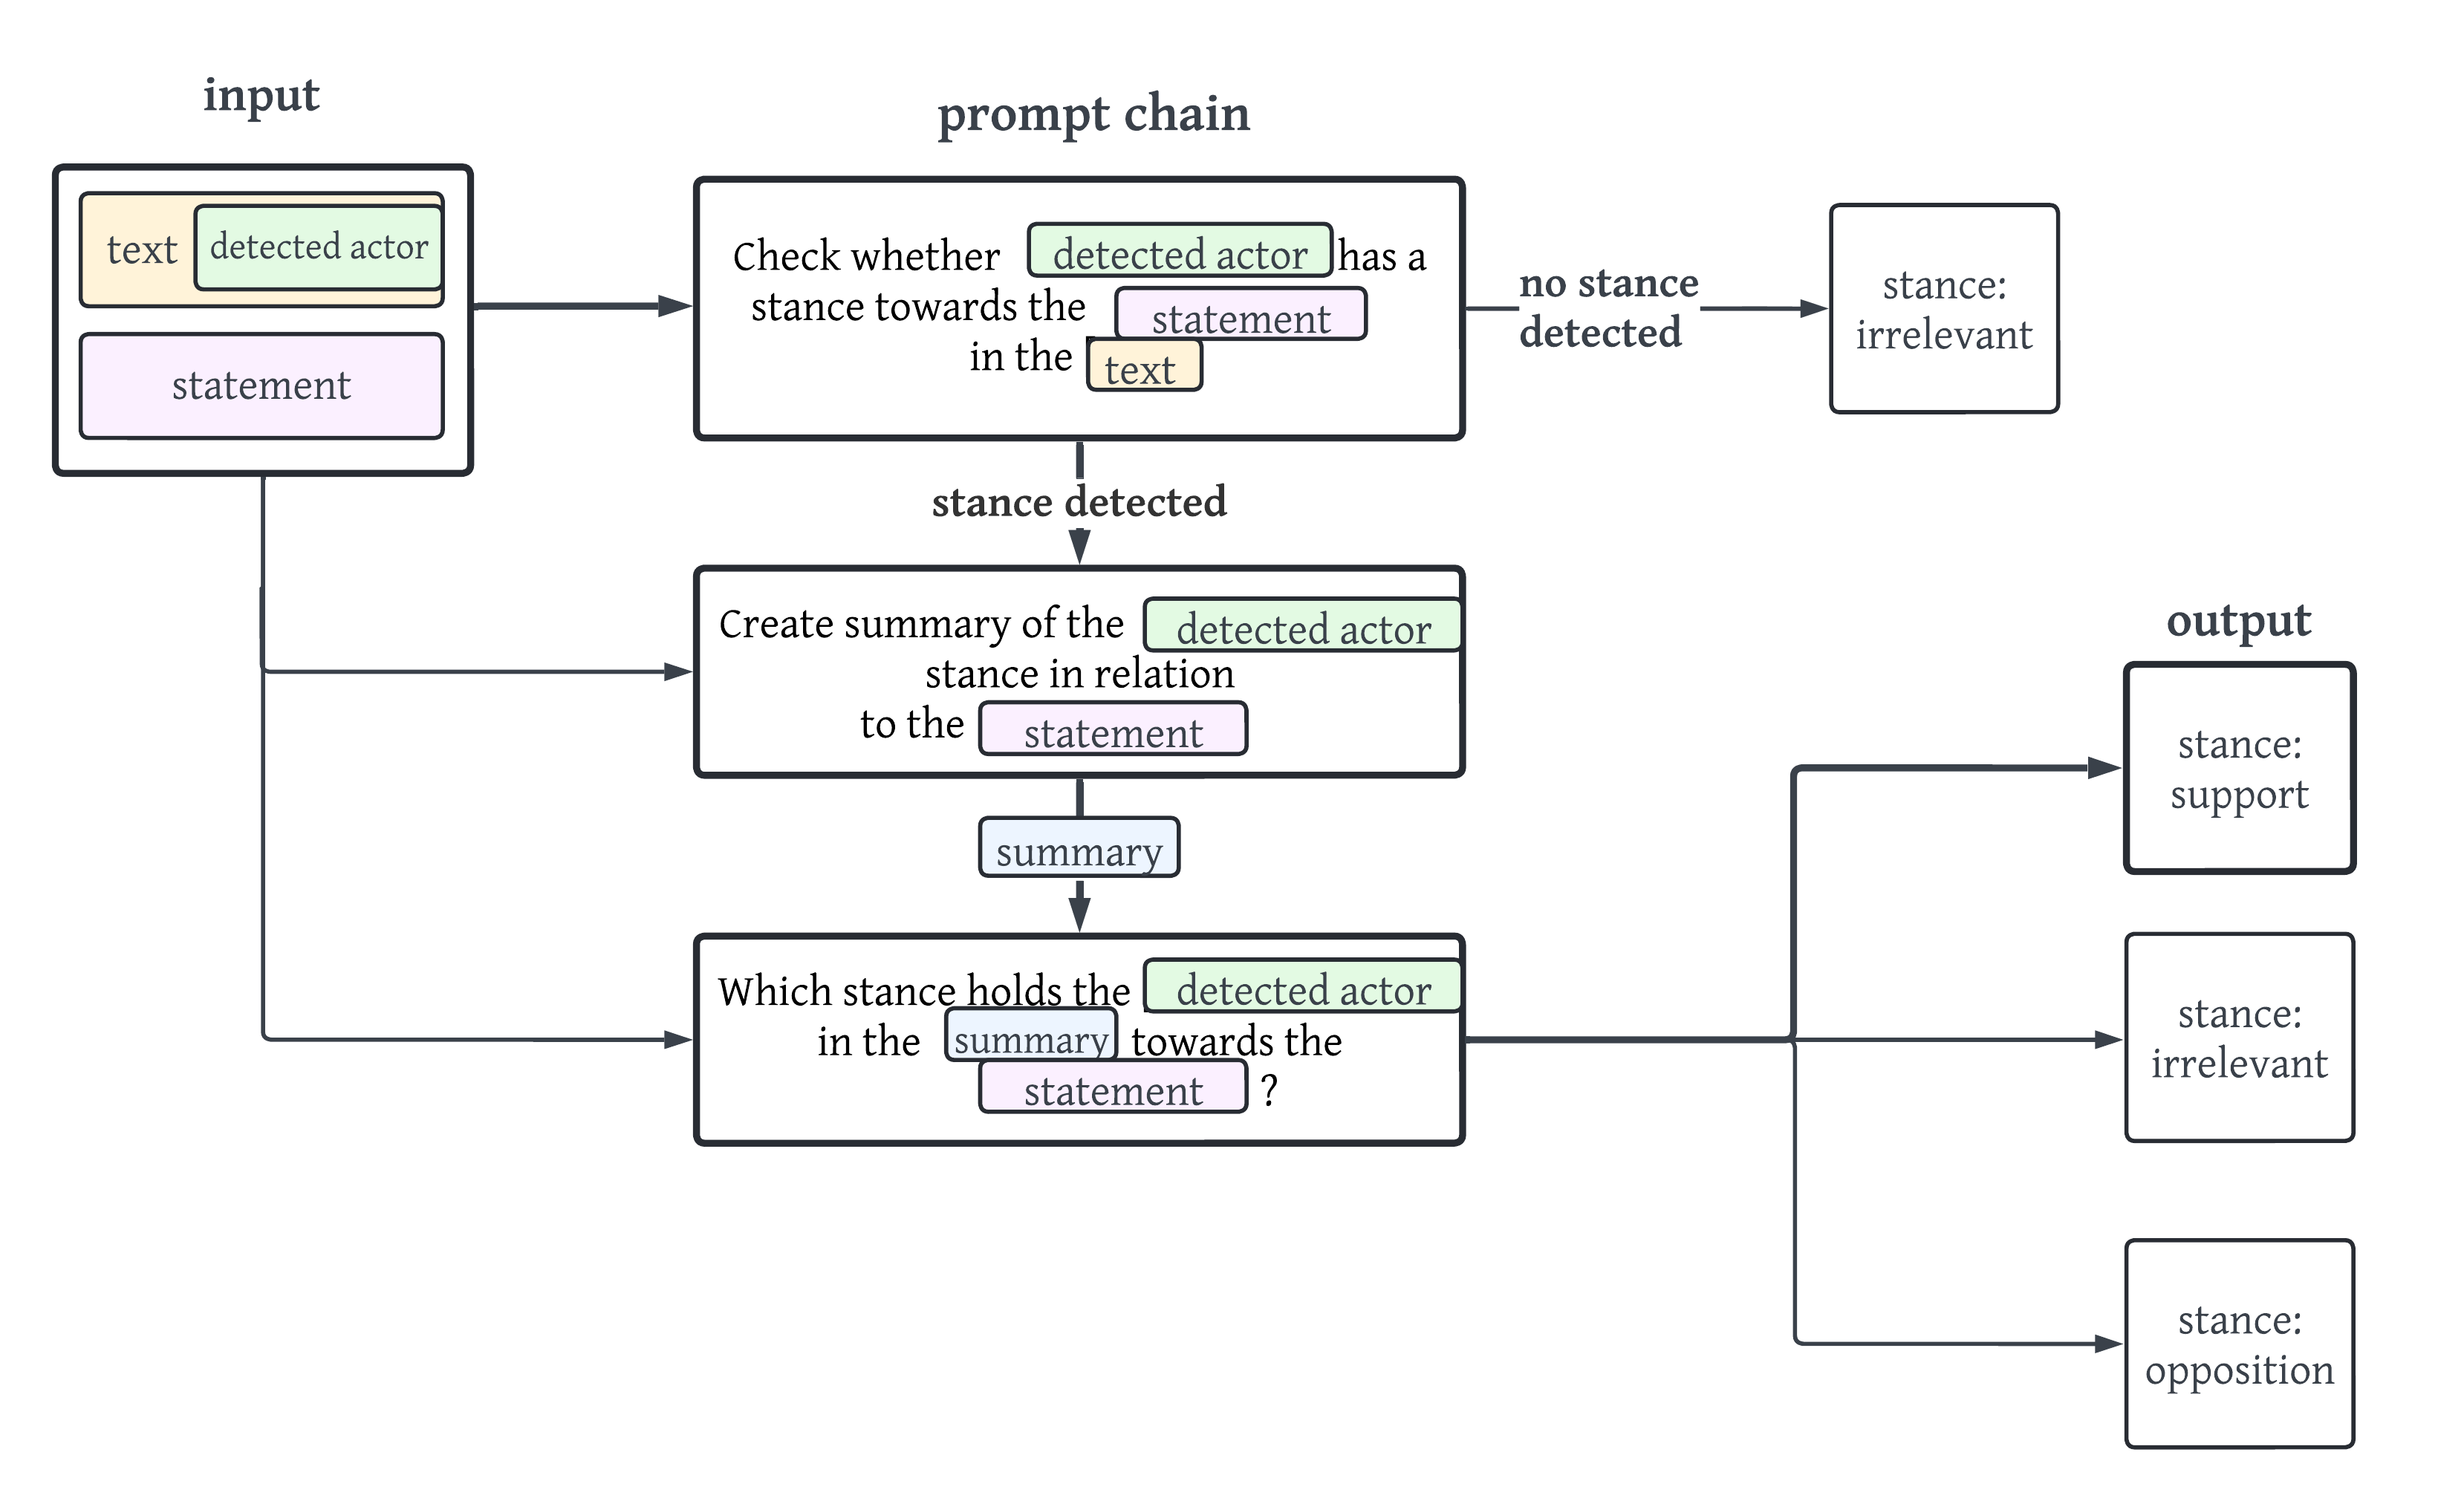 input
text detected actor
statement
prompt chain
Check whether detected actor has a
stance towards the statement
in the text
no stance
detected
stance:
irrelevant
stance detected
Create summary of the detected actor
stance in relation
to the statement
summary
Which stance holds the detected actor
in the summary towards the
statement ?
output
stance:
support
stance:
irrelevant
stance:
opposition